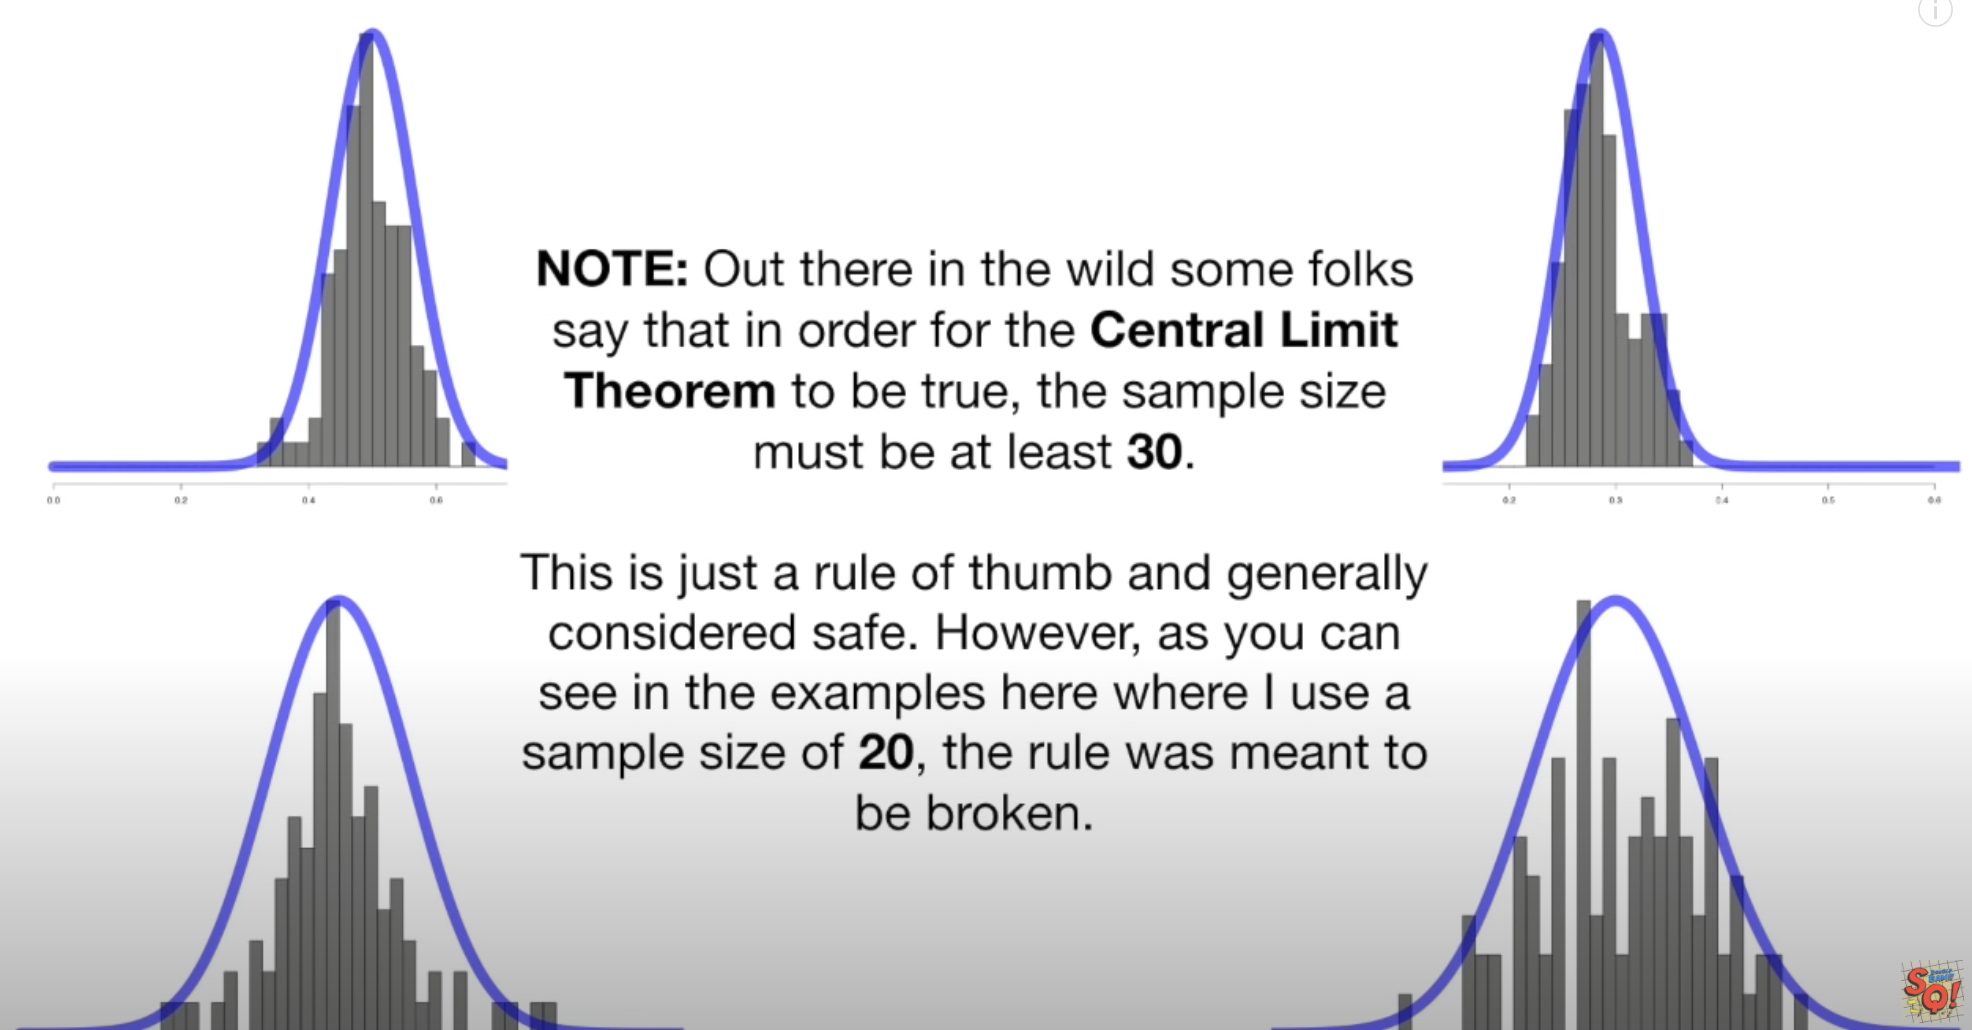 NOTE: Out there in the wild some folks
say that in order for the Central Limit
Theorem to be true, the sample size
must be at least 30.
0.0 0.2 0.4 0.6
0.2 0.3 0.4 0.5 0.6
This is just a rule of thumb and generally
considered safe. However, as you can
see in the examples here where I use a
sample size of 20, the rule was meant to
be broken.
SQ!